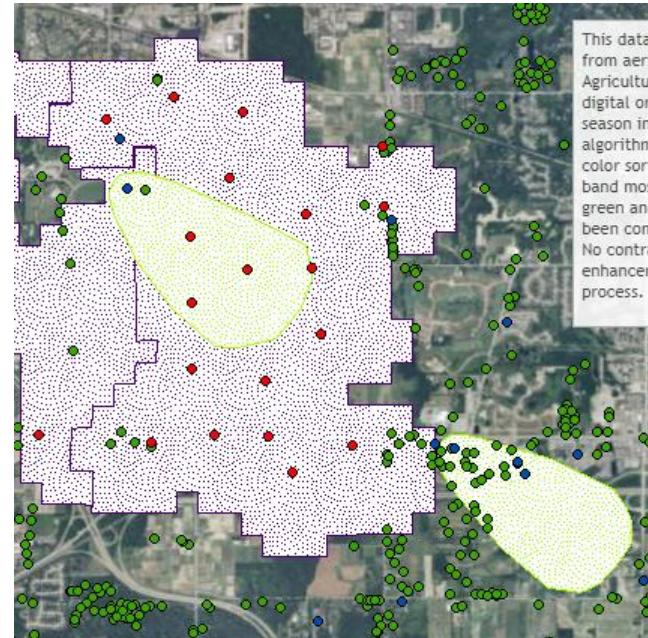 This data
from aer
Agricultu
digital or
season in
algorithm
color sor
band mos
green an
been con
No contra
enhancer
process.